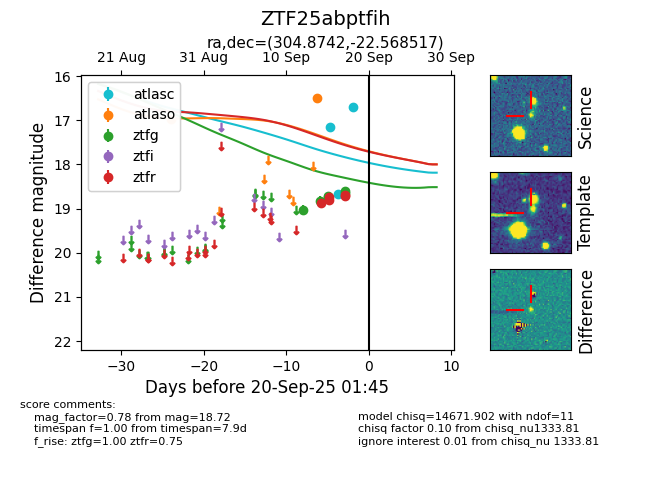 ZTF25abptfih
ra,dec=(304.8742,-22.568517)
21 Aug 31 Aug 10 Sep 20 Sep 30 Sep
16
17
18
19
20
21
22
Difference magnitude
atlasc
atlaso
ztfg
ztfi
ztfr
−30 −20 −10 0 10
Days before 20-Sep-25 01:45
Science
Template
Difference
score comments:
mag_factor=0.78 from mag=18.72
timespan f=1.00 from timespan=7.9d
f_rise: ztfg=1.00 ztfr=0.75
model chisq=14671.902 with ndof=11
chisq factor 0.10 from chisq_nu1333.81
ignore interest 0.01 from chisq_nu 1333.81